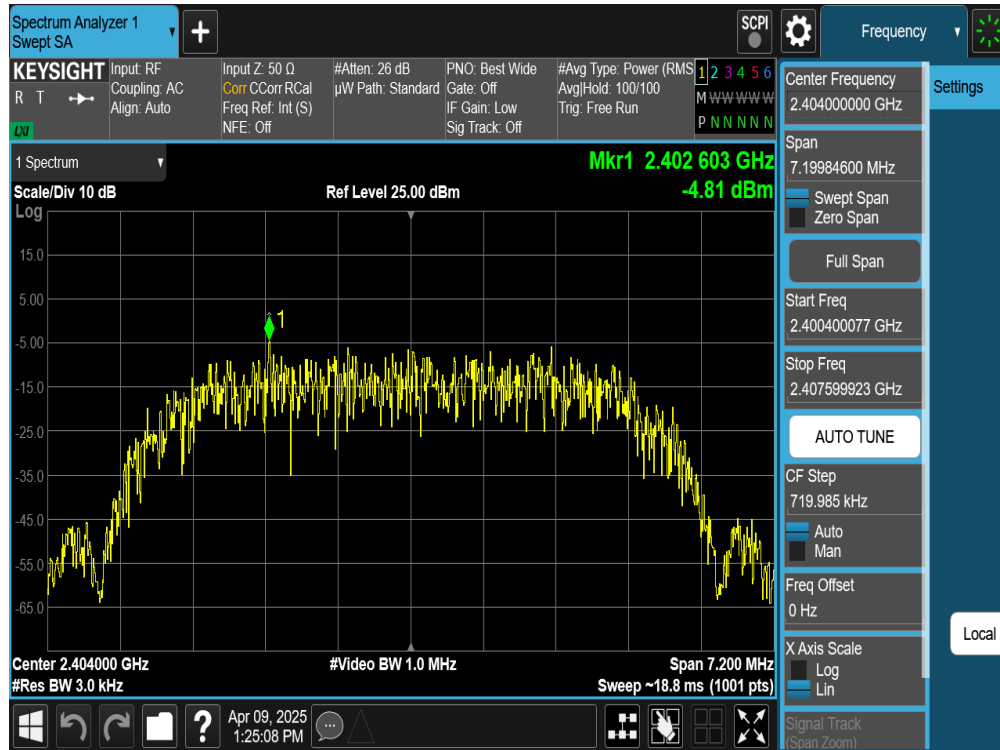 Spectrum Analyzer 1
Swept SA
+
SCPI
Frequency
KEYSIGHT
R T
LXI
Input: RF
Coupling: AC
Align: Auto
Input Z: 50 Ω
Corr CCorr RCal
Freq Ref: Int (S)
NFE: Off
#Atten: 26 dB
µW Path: Standard
PNO: Best Wide
Gate: Off
IF Gain: Low
Sig Track: Off
#Avg Type: Power (RMS
Avg|Hold: 100/100
Trig: Free Run
1 2 3 4 5 6
M W W W W W
P N N N N N N
Settings
1 Spectrum
Mkr1 2.402 603 GHz
-4.81 dBm
Scale/Div 10 dB
Ref Level 25.00 dBm
Log
15.0
5.00
-5.00
-15.0
-25.0
-35.0
-45.0
-55.0
-65.0
1
Center 2.404000 GHz
#Video BW 1.0 MHz
Span 7.200 MHz
#Res BW 3.0 kHz
Sweep ~18.8 ms (1001 pts)
Center Frequency
2.404000000 GHz
Span
7.19984600 MHz
Swept Span
Zero Span
Full Span
Start Freq
2.400400077 GHz
Stop Freq
2.407599923 GHz
AUTO TUNE
CF Step
719.985 kHz
Auto
Man
Freq Offset
0 Hz
X Axis Scale
Log
Lin
Signal Track
(Span Zoom)
Local
?
Apr 09, 2025
1:25:08 PM